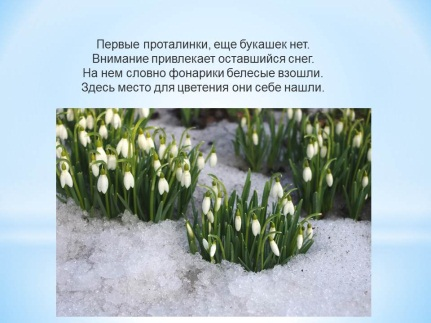 Первые проталинки, еще букашек нет.
Внимание привлекает оставшийся снег.
На нем словно фонарики белесые взошли.
Здесь место для цветения они себе нашли.